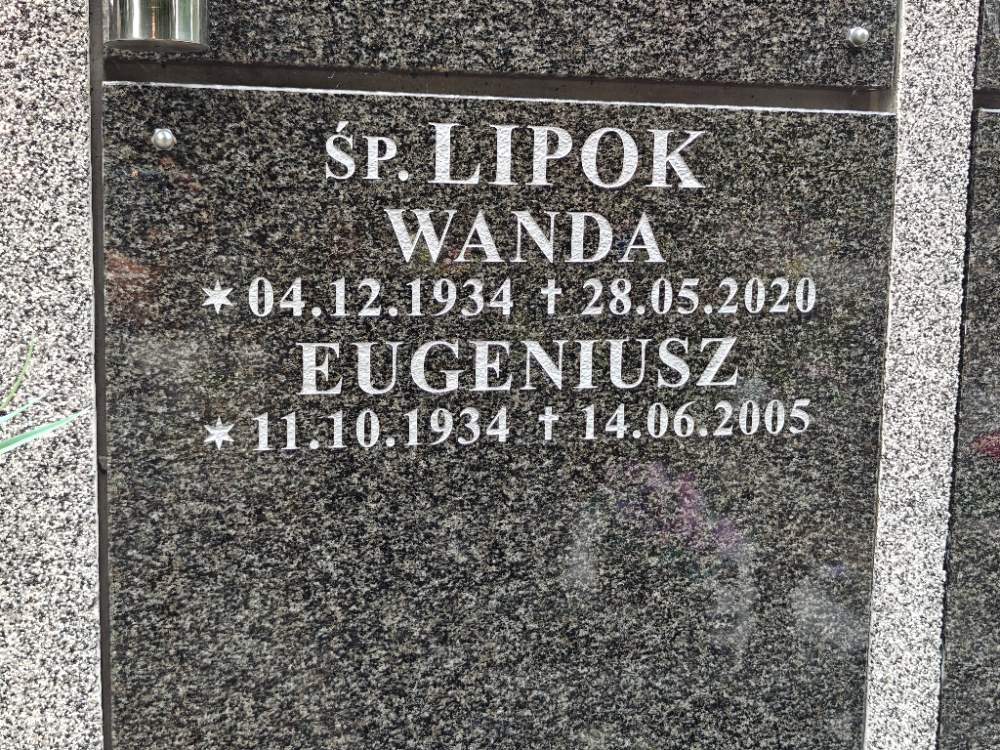 ŚP. LIPOK
WANDA
* 04.12.1934 † 28.05.2020
EUGENIUSZ
* 11.10.1934 † 14.06.2005